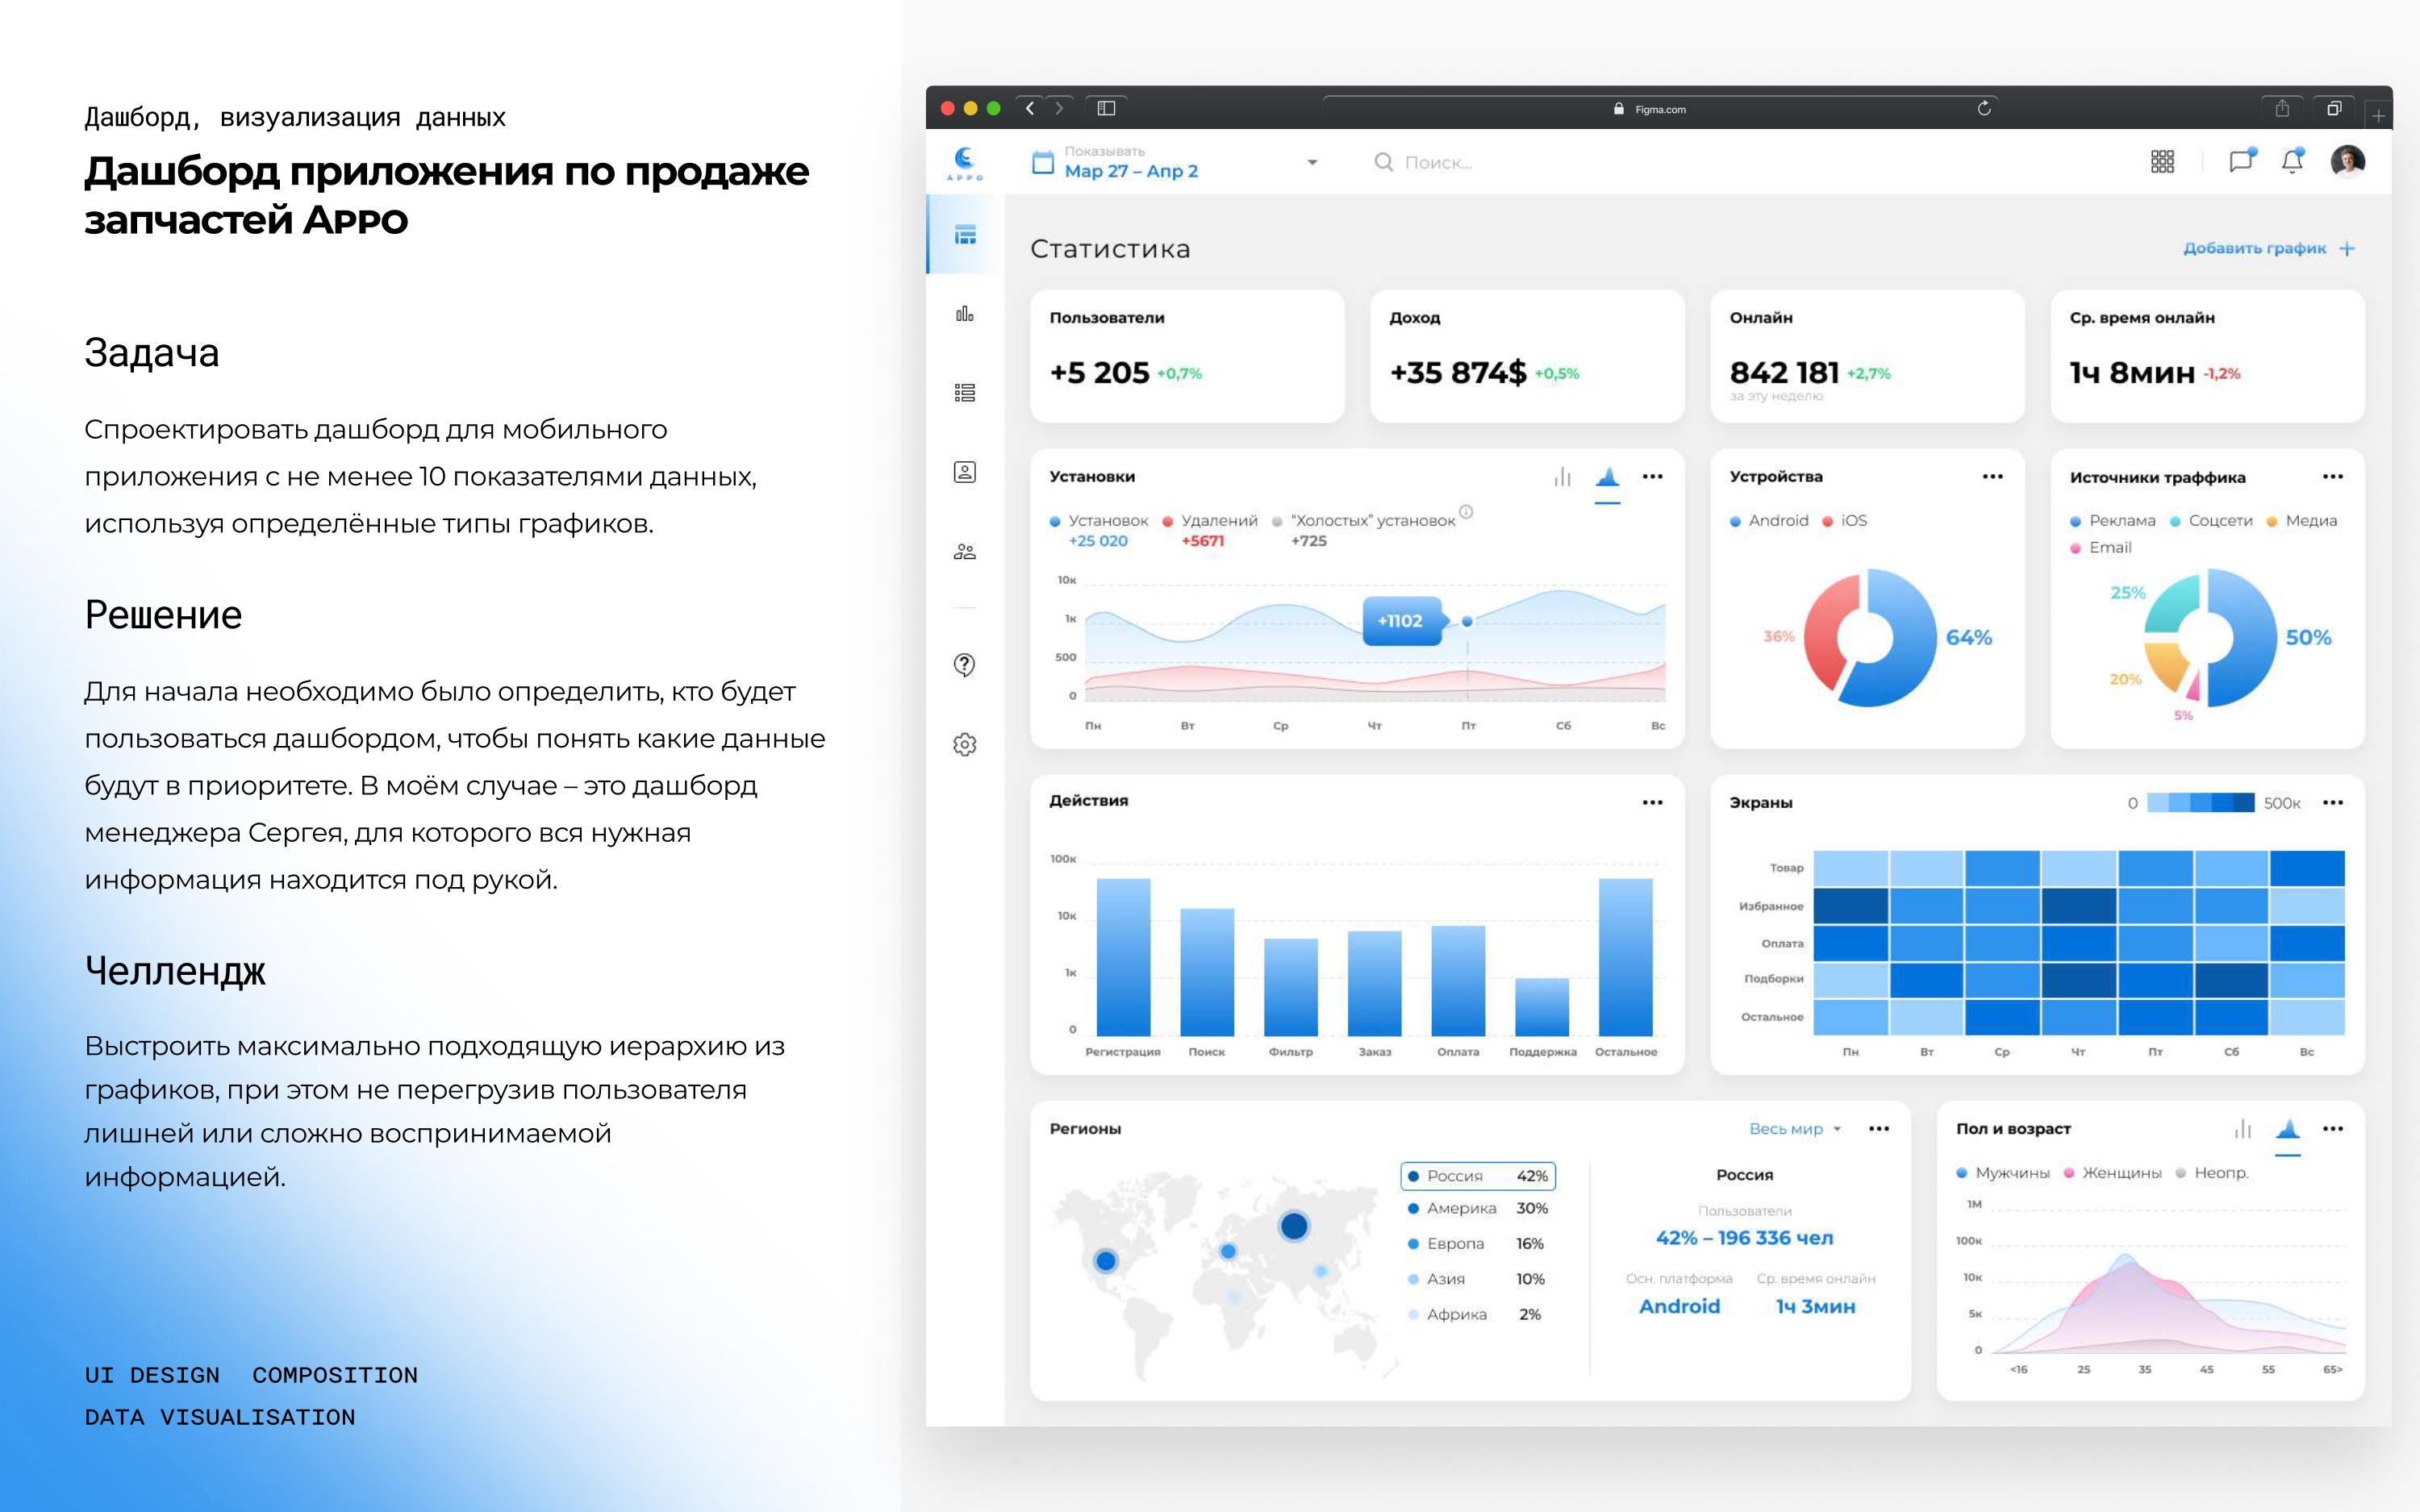 Дашборд, визуализация данных
Дашборд приложения по продаже
запчастей APPO
Задача
Спроектировать дашборд для мобильного
приложения с не менее 10 показателями данных,
используя определённые типы графиков.
Решение
Для начала необходимо было определить, кто будет
пользоваться дашбордом, чтобы понять какие данные
будут в приоритете. В моём случае – это дашборд
менеджера Сергея, для которого вся нужная
информация находится под рукой.
Челлендж
Выстроить максимально подходящую иерархию из
графиков, при этом не перегрузив пользователя
лишней или сложно воспринимаемой
информацией.
UI DESIGN COMPOSITION
DATA VISUALISATION
Figma.com
APPO
Показывать
Мар 27 – Апр 2
Поиск...
Статистика
Добавить график +
Пользователи
+5 205 +0,7%
Доход
+35 874$ +0,5%
Онлайн
842 181 +2,7%
за эту неделю
Ср. время онлайн
1ч 8мин -1,2%
Установки
Установок Удалений "Холостых" установок
+25 020 +5671 +725
10к
1к
500
0
+1102
Пн Вт Ср Чт Пт Сб Вс
Устройства
Android iOS
36% 64%
Источники траффика
Реклама Соцсети Медиа
Email
25%
50%
20%
5%
Действия
100к
10к
1к
0
Регистрация Поиск Фильтр Заказ Оплата Поддержка Остальное
Экраны
0 500к
Товар
Избранное
Оплата
Подборки
Остальное
Пн Вт Ср Чт Пт Сб Вс
Регионы
Весь мир
Россия 42%
Америка 30%
Европа 16%
Азия 10%
Африка 2%
Россия
Пользователи
42% – 196 336 чел
Осн. платформа Ср. время онлайн
Android 1ч 3мин
Пол и возраст
Мужчины Женщины Неопр.
1М
100к
10к
5к
0
<16 25 35 45 55 65>